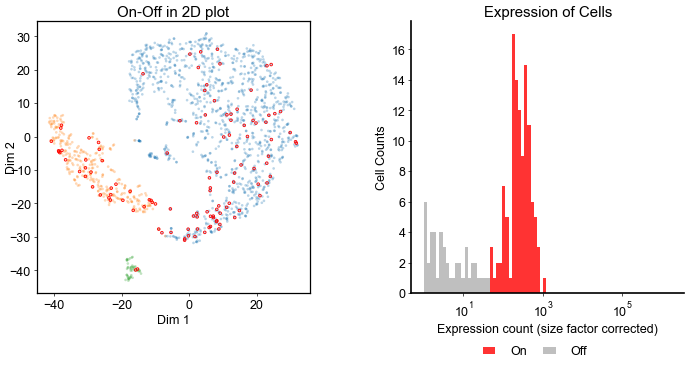 On-Off in 2D plot
30
20
10
0
−10
−20
−30
−40
Dim 2
−40 −20 0 20
Dim 1
Expression of Cells
16
14
12
10
8
6
4
2
0
Cell Counts
10^1 10^3 10^5
Expression count (size factor corrected)
On Off